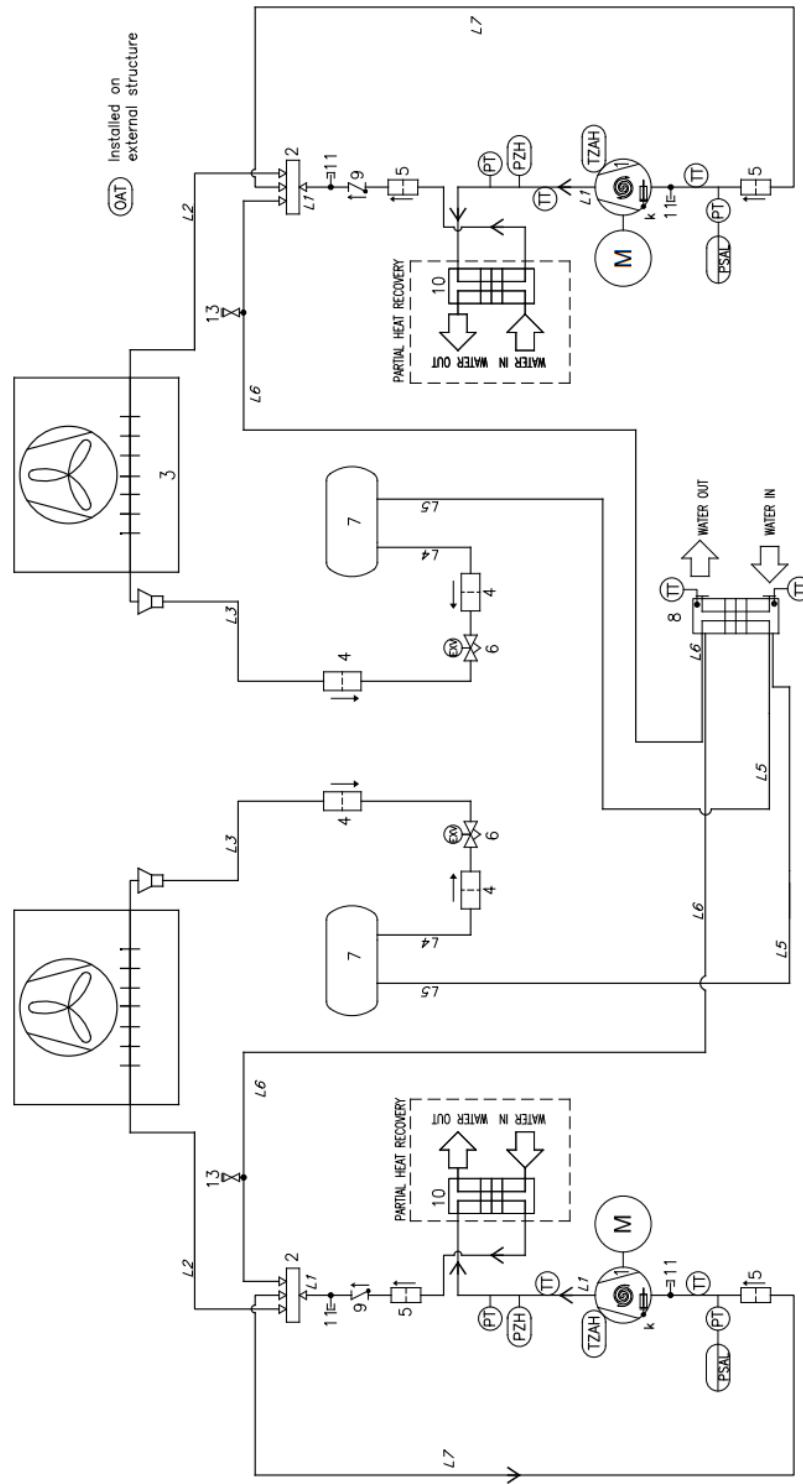 OAT
Installed on
external structure
L7
L2
2
L1
11
9
5
13
L6
3
PARTIAL HEAT RECOVERY
10
WATER OUT
WATER IN
PT
PZH
TT
TZAH
L1
1
M
k
11
TT
PT
PSAL
5
7
L5
L4
4
EXV
6
L3
4
8
TT
WATER OUT
WATER IN
TT
L6
L5
4
L3
EXV
6
4
7
L4
L5
L6
L5
L6
13
L2
2
L1
11
9
5
PARTIAL HEAT RECOVERY
10
WATER OUT
WATER IN
PT
PZH
TT
TZAH
L1
1
M
k
11
TT
PT
PSAL
5
L7